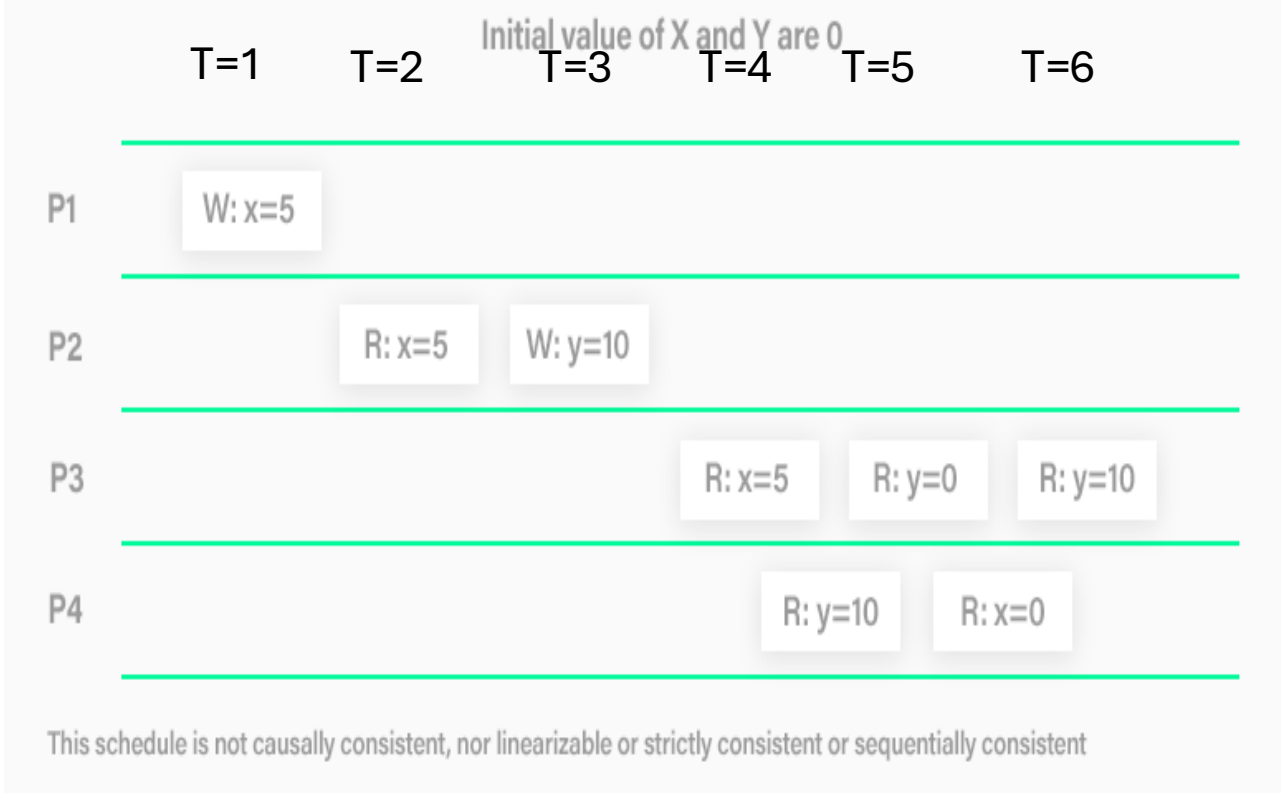 Initial value of X and Y are 0
T=1 T=2 T=3 T=4 T=5 T=6
P1 W: x=5
P2 R: x=5 W: y=10
P3 R: x=5 R: y=0 R: y=10
P4 R: y=10 R: x=0
This schedule is not causally consistent, nor linearizable or strictly consistent or sequentially consistent